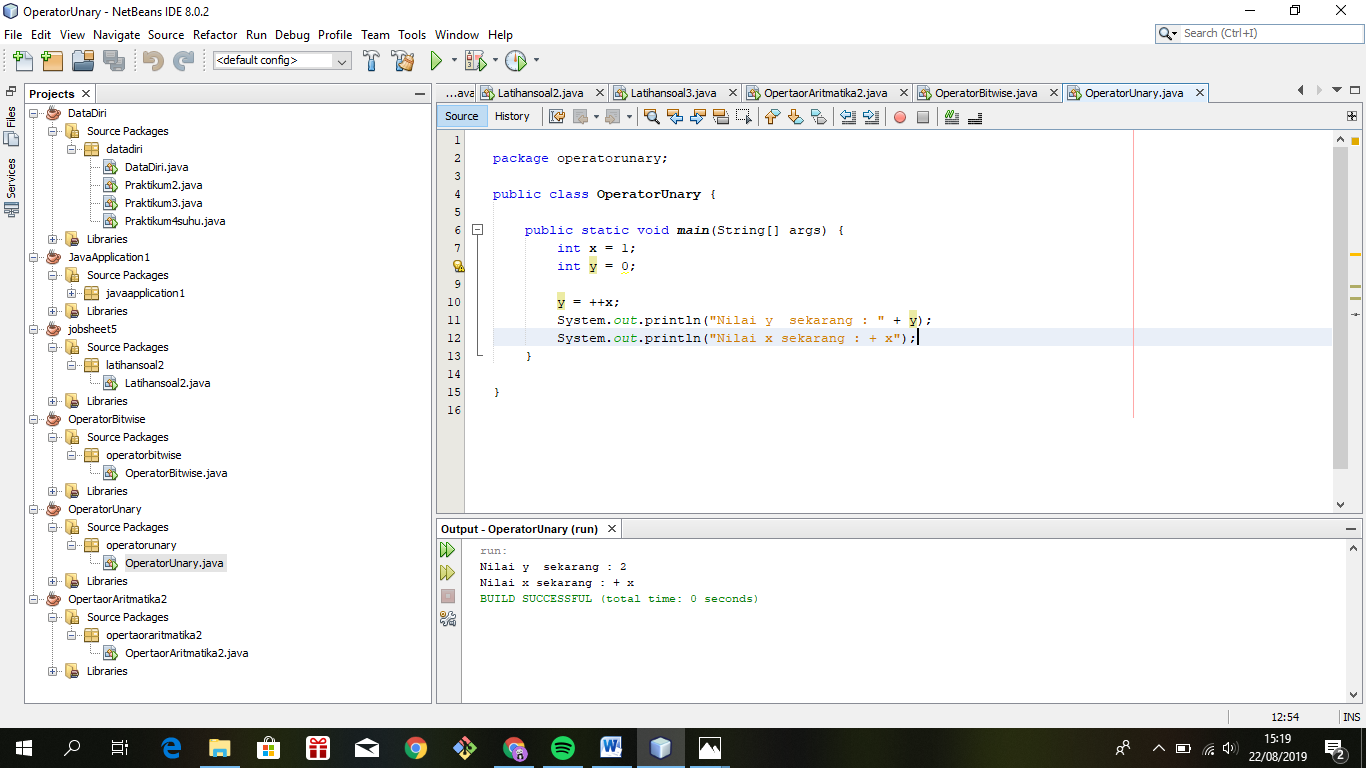 OperatorUnary - NetBeans IDE 8.0.2
File Edit View Navigate Source Refactor Run Debug Profile Team Tools Window Help
Search (Ctrl+I)
<default config>
Files
Services
Projects
DataDiri
Source Packages
datadiri
DataDiri.java
Praktikum2.java
Praktikum3.java
Praktikum4suhu.java
Libraries
JavaApplication1
Source Packages
javaapplication1
Libraries
jobsheet5
Source Packages
latihansoal2
Latihansoal2.java
Libraries
OperatorBitwise
Source Packages
operatorbitwise
OperatorBitwise.java
Libraries
OperatorUnary
Source Packages
operatorunary
OperatorUnary.java
Libraries
OpertaorAritmatika2
Source Packages
opertaoraritmatika2
OpertaorAritmatika2.java
Libraries
...ava Latihansoal2.java Latihansoal3.java OpertaorAritmatika2.java OperatorBitwise.java OperatorUnary.java
Source History
1
2 package operatorunary;
3
4 public class OperatorUnary {
5
6 public static void main(String[] args) {
7 int x = 1;
int y = 0;
9
10 y = ++x;
11 System.out.println("Nilai y  sekarang : " + y);
12 System.out.println("Nilai x sekarang : + x");
13 }
14
15 }
16
Output - OperatorUnary (run)
run:
Nilai y  sekarang : 2
Nilai x sekarang : + x
BUILD SUCCESSFUL (total time: 0 seconds)
12:54 INS
15:19
22/08/2019
2